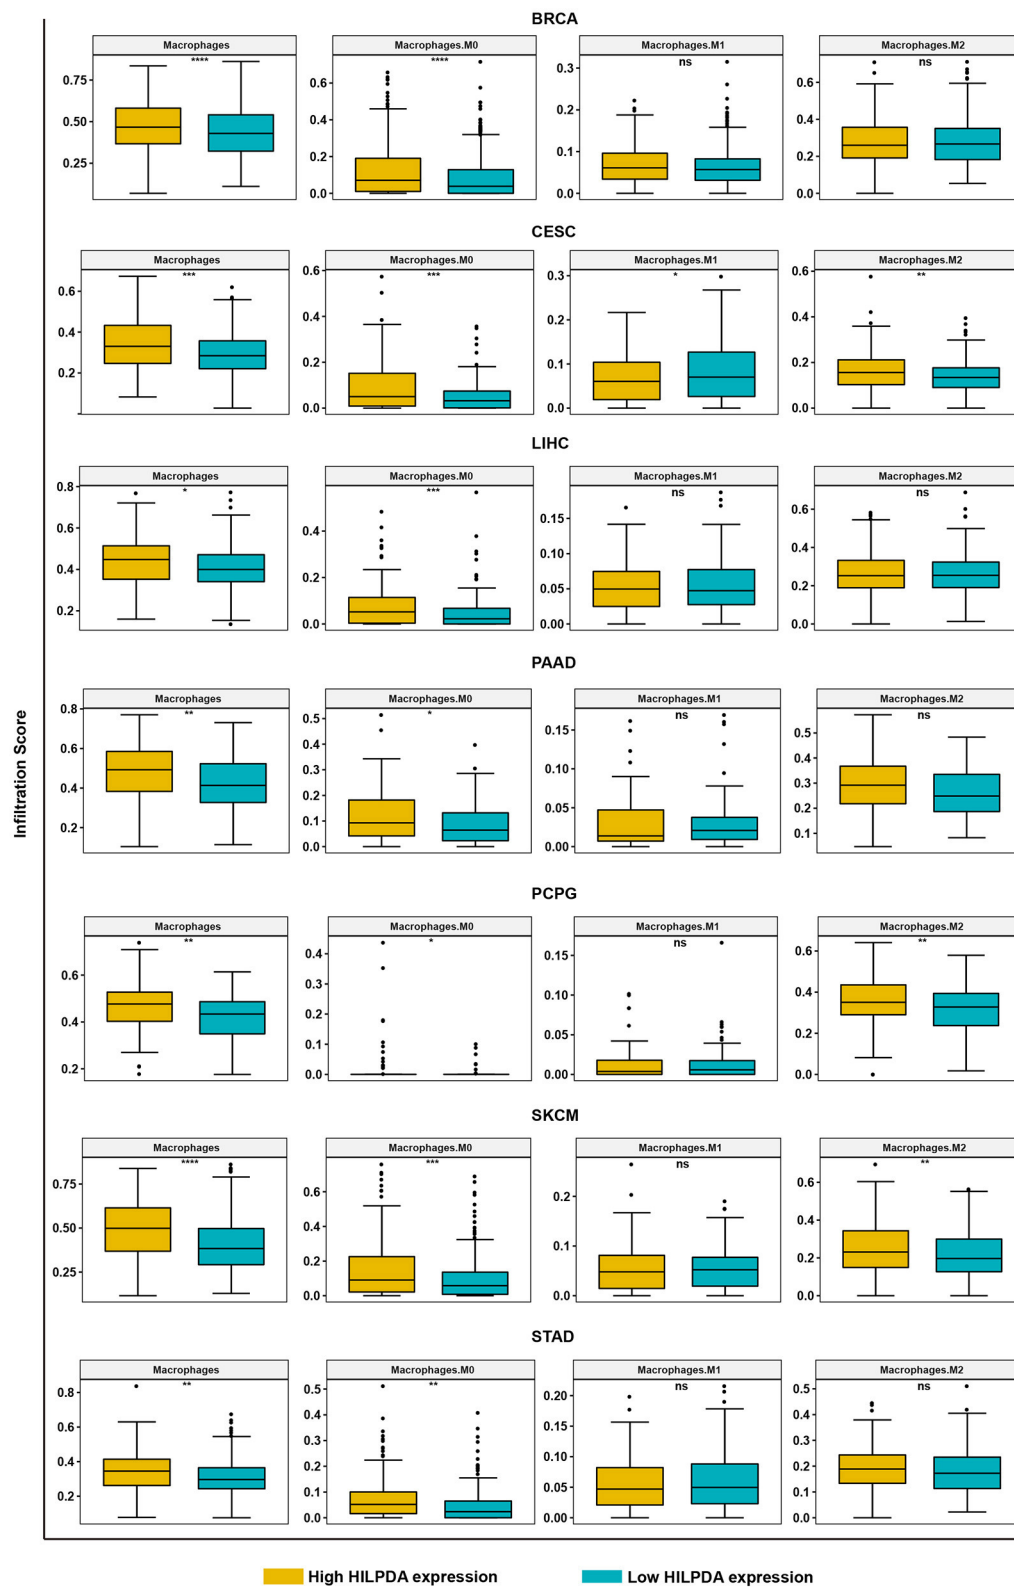 BRCA
Macrophages Macrophages.M0 Macrophages.M1 Macrophages.M2
**** **** ns ns
0.75 0.50 0.25
0.6 0.4 0.2 0.0
0.3 0.2 0.1 0.0
0.6 0.4 0.2 0.0
CESC
Macrophages Macrophages.M0 Macrophages.M1 Macrophages.M2
*** *** * **
0.6 0.4 0.2
0.6 0.4 0.2 0.0
0.3 0.2 0.1 0.0
0.6 0.4 0.2 0.0
LIHC
Macrophages Macrophages.M0 Macrophages.M1 Macrophages.M2
* *** ns ns
0.8 0.6 0.4 0.2
0.4 0.2 0.0
0.15 0.10 0.05 0.00
0.6 0.4 0.2 0.0
PAAD
Macrophages Macrophages.M0 Macrophages.M1 Macrophages.M2
** * ns ns
0.8 0.6 0.4 0.2
0.5 0.4 0.3 0.2 0.1 0.0
0.15 0.10 0.05 0.00
0.5 0.4 0.3 0.2 0.1
Infiltration Score
PCPG
Macrophages Macrophages.M0 Macrophages.M1 Macrophages.M2
** * ns **
0.6 0.4 0.2
0.4 0.3 0.2 0.1 0.0
0.15 0.10 0.05 0.00
0.6 0.4 0.2 0.0
SKCM
Macrophages Macrophages.M0 Macrophages.M1 Macrophages.M2
**** *** ns **
0.75 0.50 0.25
0.6 0.4 0.2 0.0
0.2 0.1 0.0
0.6 0.4 0.2 0.0
STAD
Macrophages Macrophages.M0 Macrophages.M1 Macrophages.M2
** ** ns ns
0.8 0.6 0.4 0.2
0.5 0.4 0.3 0.2 0.1 0.0
0.20 0.15 0.10 0.05 0.00
0.5 0.4 0.3 0.2 0.1 0.0
High HILPDA expression Low HILPDA expression